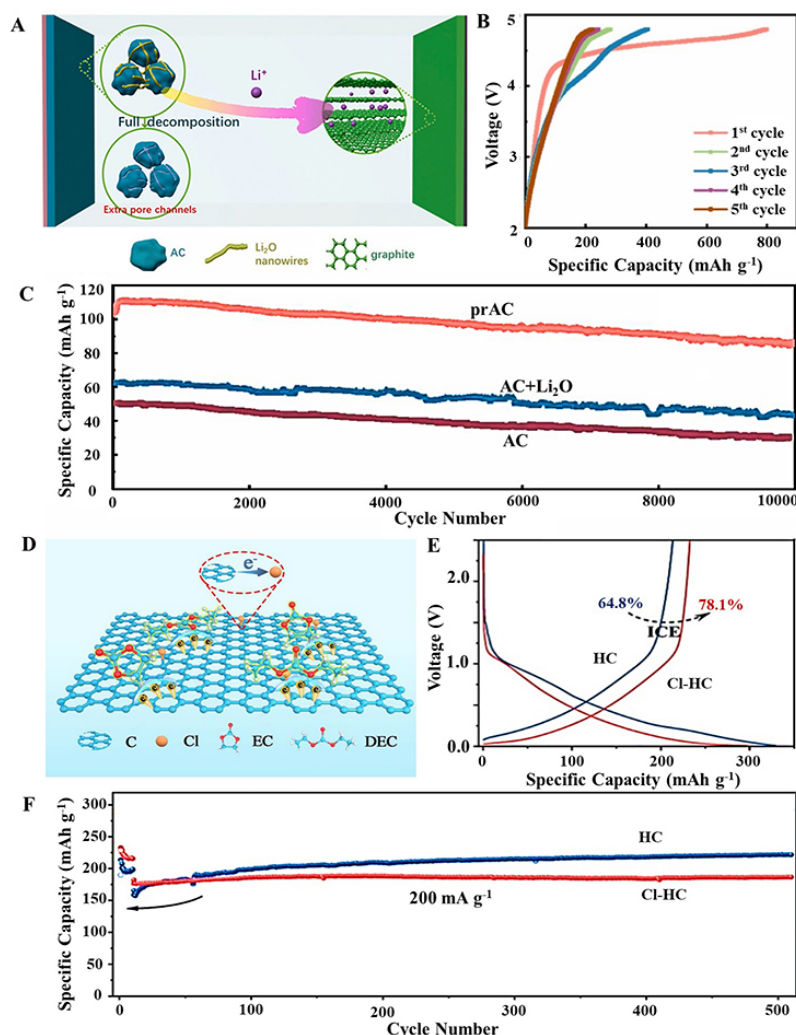 A
Li⁺
Full decomposition
Extra pore channels
AC
Li₂O
nanowires
graphite
B
Voltage (V)
5
4
3
2
1ˢᵗ cycle
2ⁿᵈ cycle
3ʳᵈ cycle
4ᵗʰ cycle
5ᵗʰ cycle
0 200 400 600 800
Specific Capacity (mAh g⁻¹)
C
Specific Capacity (mAh g⁻¹)
120
100
80
60
40
20
0
prAC
AC+Li₂O
AC
0 2000 4000 6000 8000 10000
Cycle Number
D
e⁻
C
Cl
EC
DEC
E
Voltage (V)
2.0
1.0
0.0
64.8%
78.1%
ICE
HC
Cl-HC
0 100 200 300
Specific Capacity (mAh g⁻¹)
F
Specific Capacity (mAh g⁻¹)
300
250
200
150
100
50
0
HC
200 mA g⁻¹
Cl-HC
0 100 200 300 400 500
Cycle Number